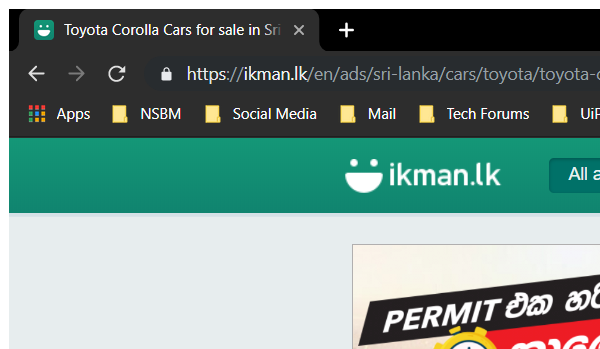 Toyota Corolla Cars for sale in Sri
https://ikman.lk/en/ads/sri-lanka/cars/toyota/toyota-c
Apps NSBM Social Media Mail Tech Forums UiP
ikman.lk All a
PERMIT එක හරි